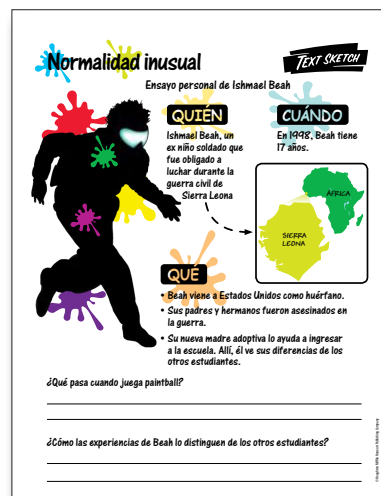 Normalidad inusual
TEXT SKETCH
Ensayo personal de Ishmael Beah
QUIÉN
Ishmael Beah, un
ex niño soldado que
fue obligado a
luchar durante la
guerra civil de
Sierra Leona
CUÁNDO
En 1998, Beah tiene
17 años.
ÁFRICA
SIERRA
LEONA
QUÉ
• Beah viene a Estados Unidos como huérfano.
• Sus padres y hermanos fueron asesinados en
la guerra.
• Su nueva madre adoptiva lo ayuda a ingresar
a la escuela. Allí, él ve sus diferencias de los
otros estudiantes.
¿Qué pasa cuando juega paintball?
¿Cómo las experiencias de Beah lo distinguen de los otros estudiantes?